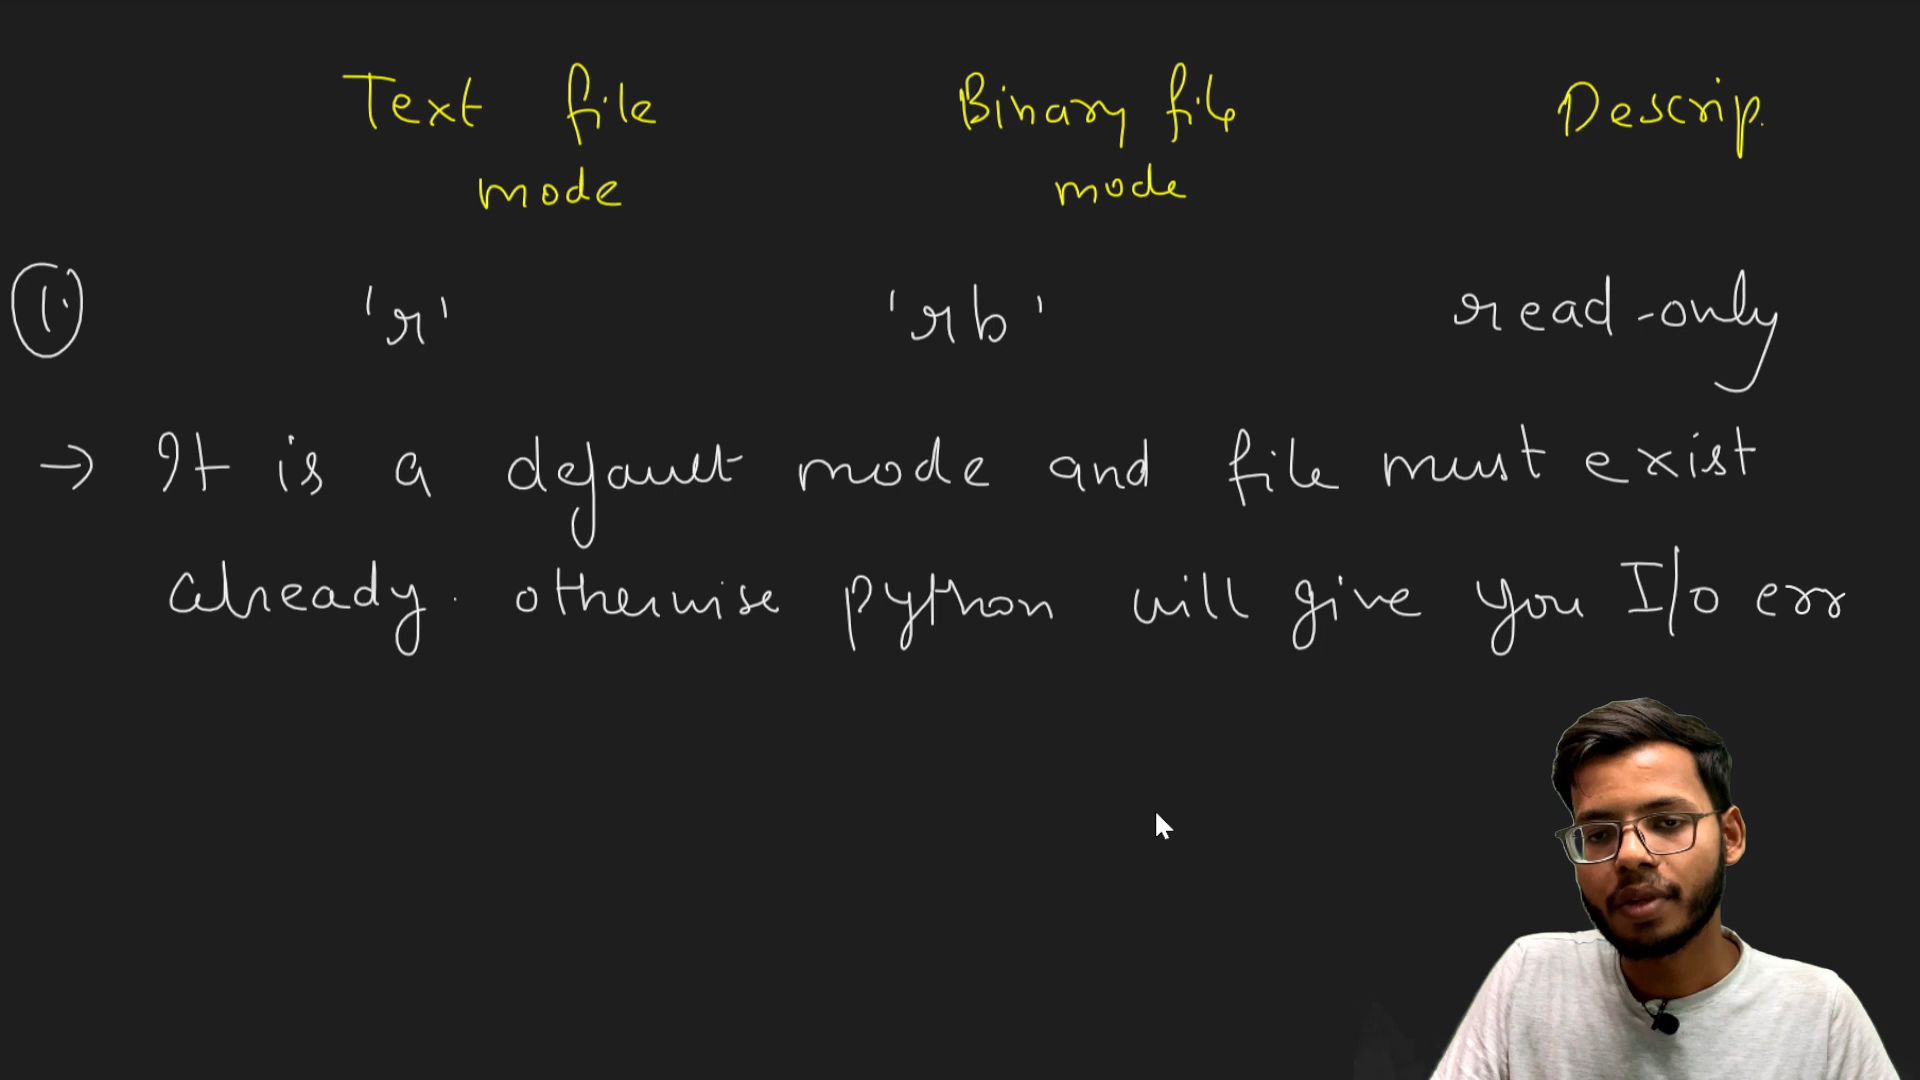 Text file Binary file Descrip.
mode mode
1. 'r' 'rb' read-only
→ It is a default mode and file must exist
already. otherwise python will give you I/o err